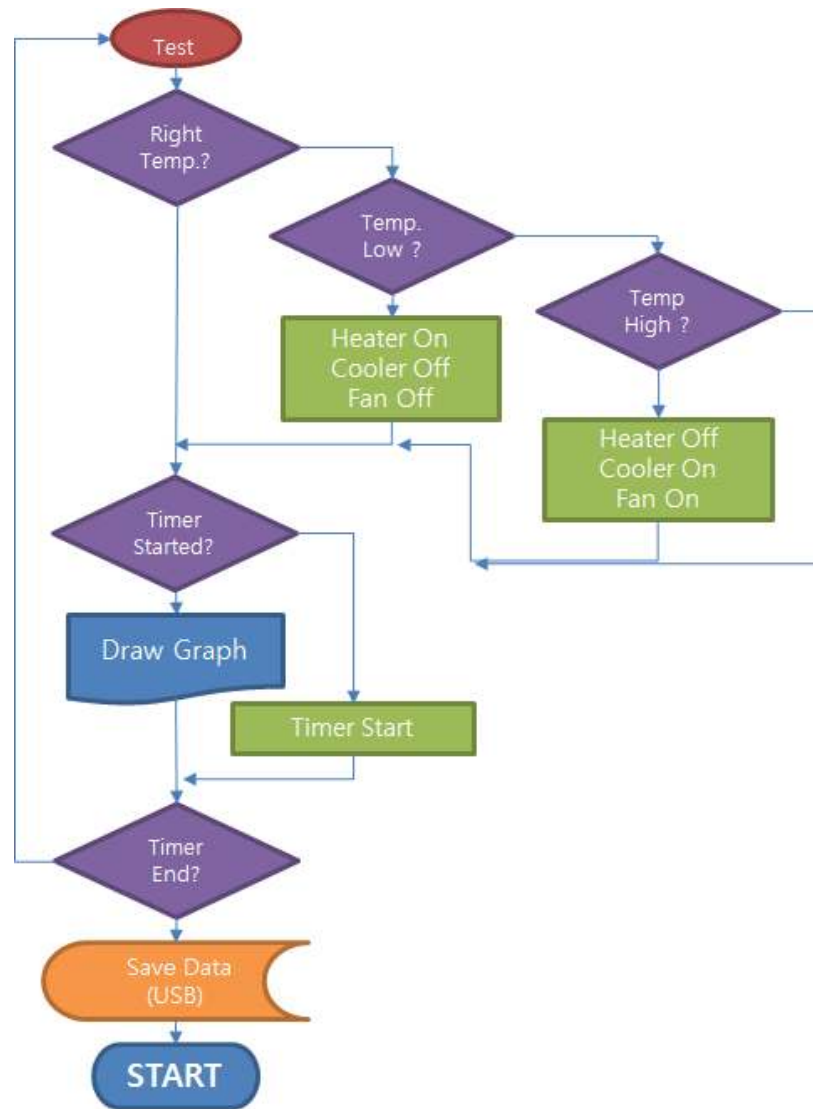 Test
Right
Temp.?
Temp.
Low ?
Temp
High ?
Heater On
Cooler Off
Fan Off
Heater Off
Cooler On
Fan On
Timer
Started?
Draw Graph
Timer Start
Timer
End?
Save Data
(USB)
START